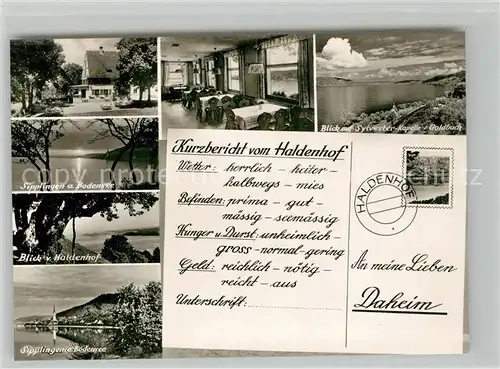 Blick auf Sylvester-Kapelle u. Goldbach
Sipplingen a. Bodensee
Blick v. Haldenhof
Sipplingen a. Bodensee
Kurzbericht vom Haldenhof
Wetter: herrlich – heiter –
halbwegs – mies
Befinden: prima – gut –
mässig – seemässig
Hunger u. Durst: unheimlich –
gross – normal – gering
Geld: reichlich – nötig –
reicht – aus
Unterschrift:
HALDENHOF
An meine Lieben
Daheim